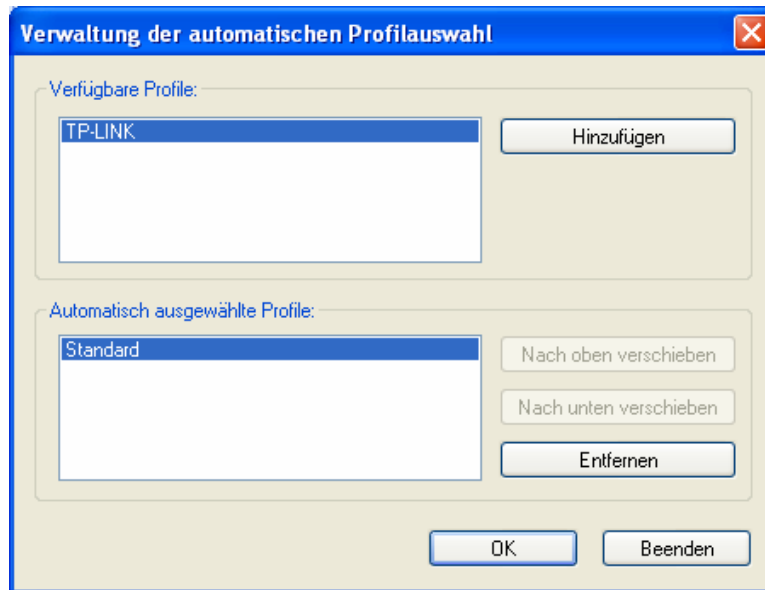 Verwaltung der automatischen Profilauswahl
Verfügbare Profile:
TP-LINK
Hinzufügen
Automatisch ausgewählte Profile:
Standard
Nach oben verschieben
Nach unten verschieben
Entfernen
OK
Beenden